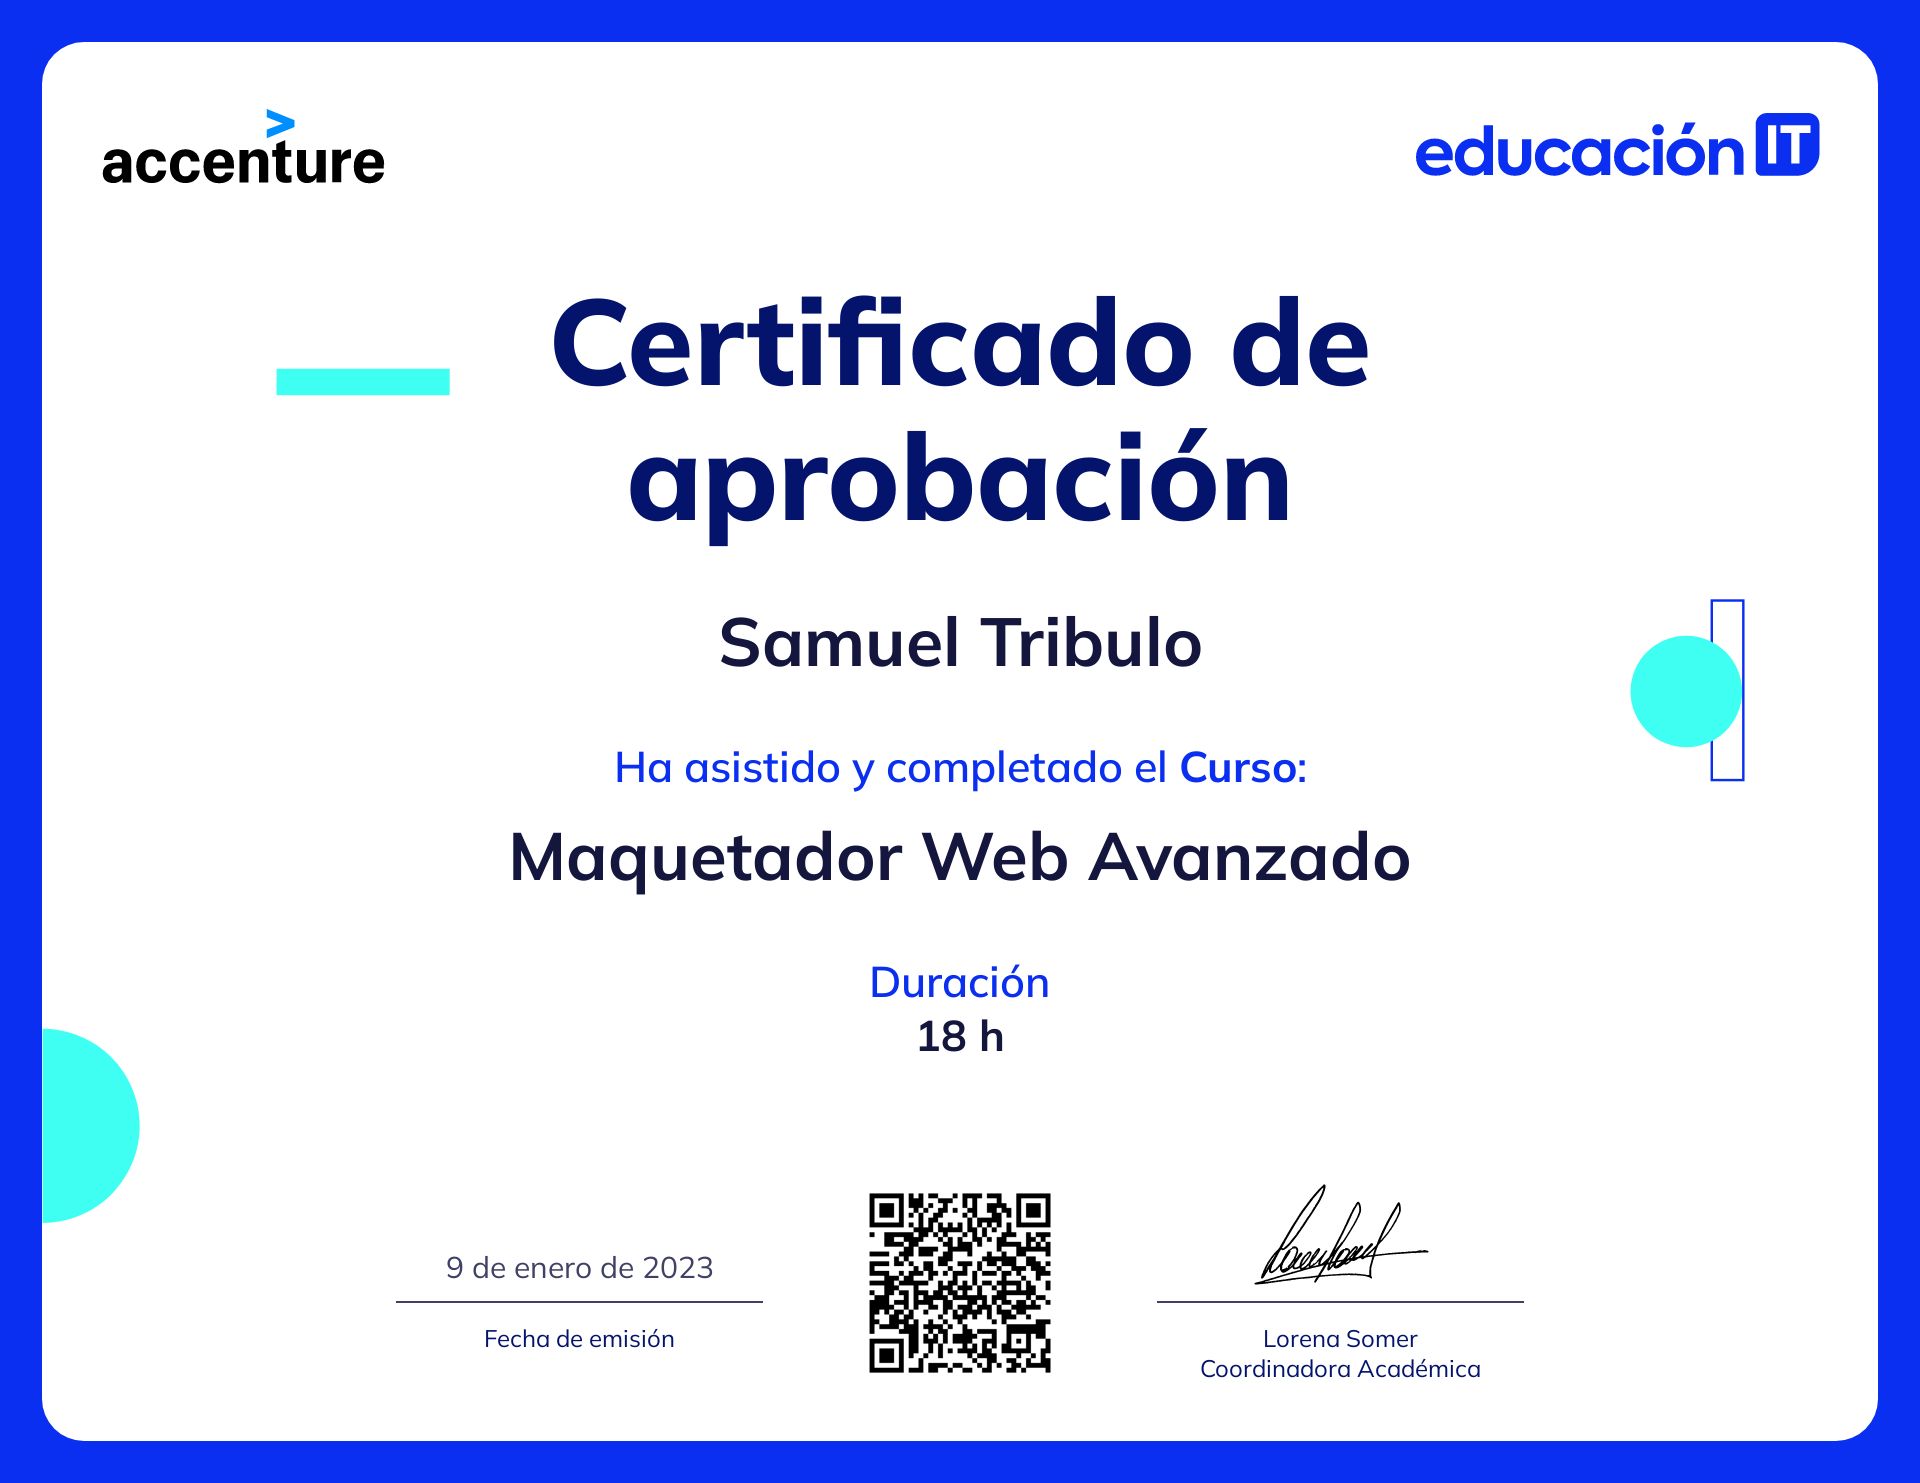 accenture
educación IT
Certificado de
aprobación
Samuel Tribulo
Ha asistido y completado el Curso:
Maquetador Web Avanzado
Duración
18 h
9 de enero de 2023
Fecha de emisión
Lorena Somer
Coordinadora Académica